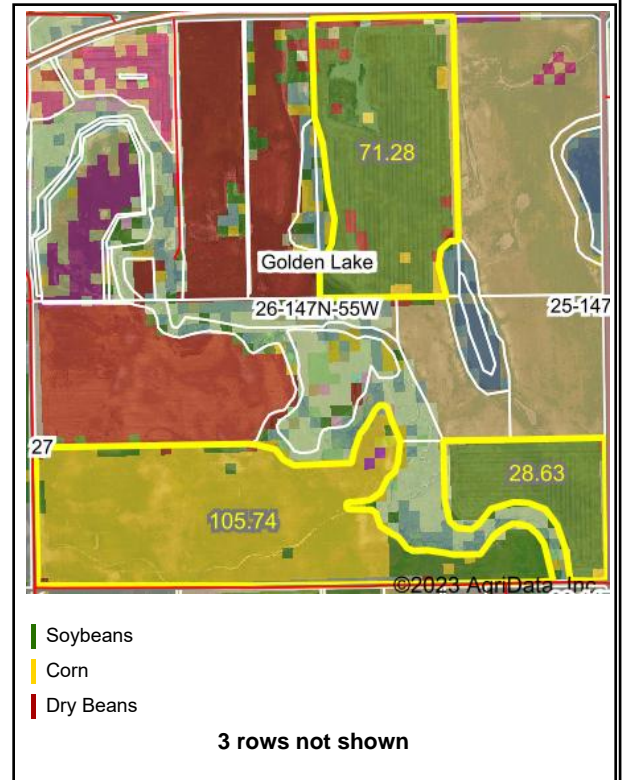 71.28
Golden Lake
26-147N-55W
25-147
27
28.63
105.74
©2023 AgriData, Inc.
Soybeans
Corn
Dry Beans
3 rows not shown